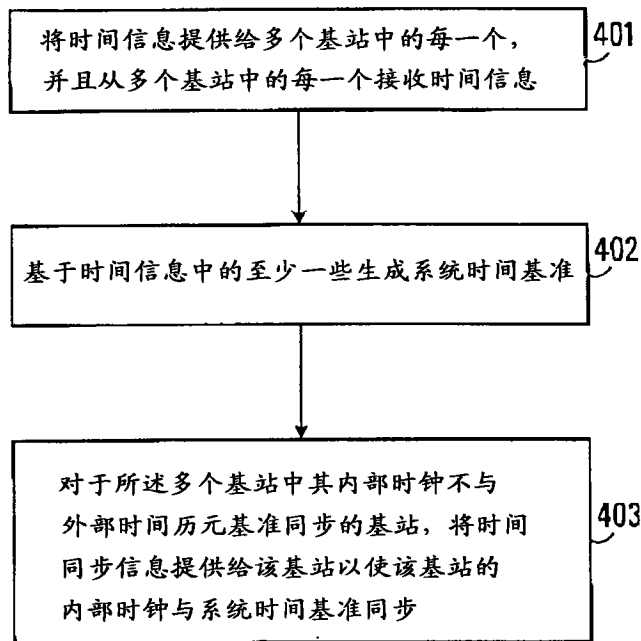 将时间信息提供给多个基站中的每一个，
并且从多个基站中的每一个接收时间信息
401
基于时间信息中的至少一些生成系统时间基准
402
对于所述多个基站中其内部时钟不与
外部时间历元基准同步的基站，将时间
同步信息提供给该基站以使该基站的
内部时钟与系统时间基准同步
403